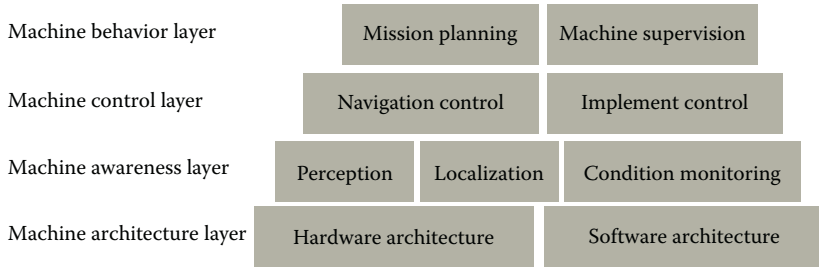 Machine behavior layer Mission planning Machine supervision
Machine control layer Navigation control Implement control
Machine awareness layer Perception Localization Condition monitoring
Machine architecture layer Hardware architecture Software architecture